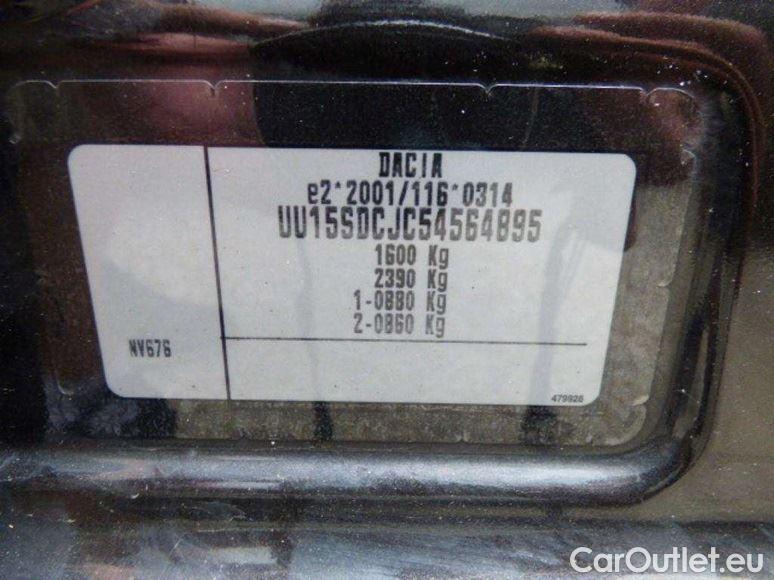 DACIA
e2*2001/116*0314
UU15SDCJC54564895
1600 Kg
2390 Kg
1-0880 Kg
2-0860 Kg
NV676
479928
CarOutlet.eu